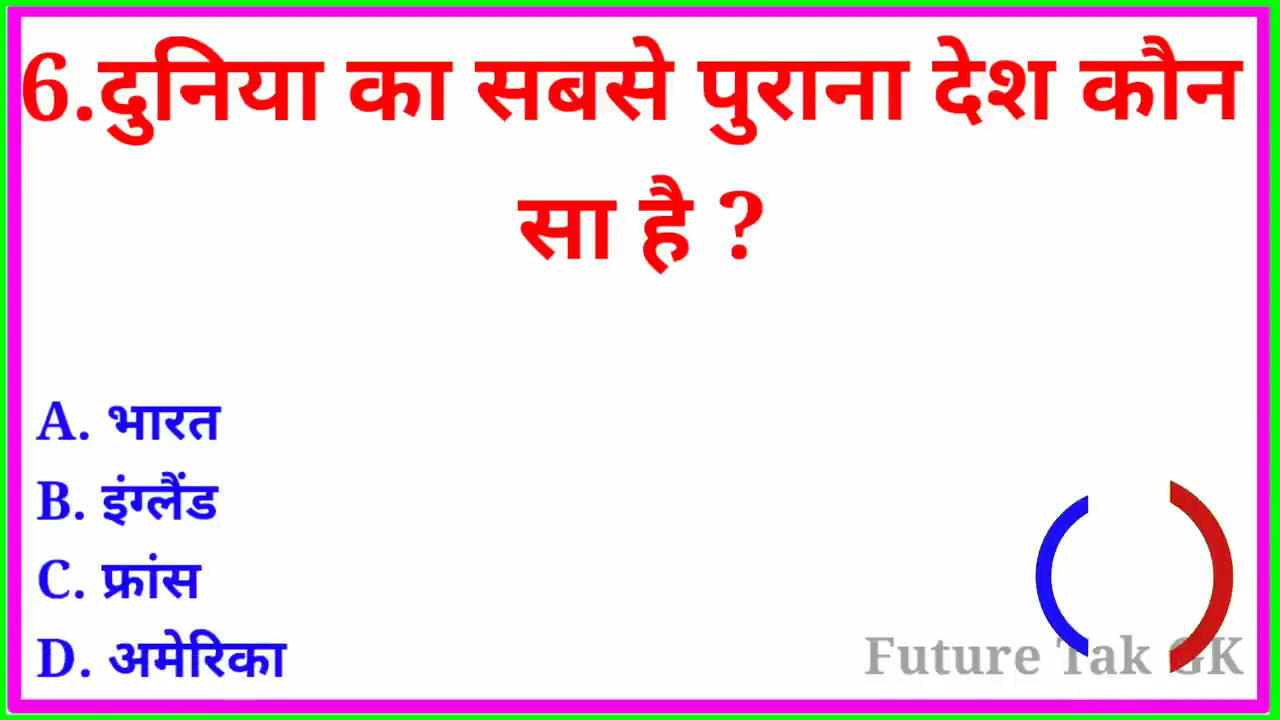 6.दुनिया का सबसे पुराना देश कौन
सा है ?
A. भारत
B. इंग्लैंड
C. फ्रांस
D. अमेरिका
Future Tak GK